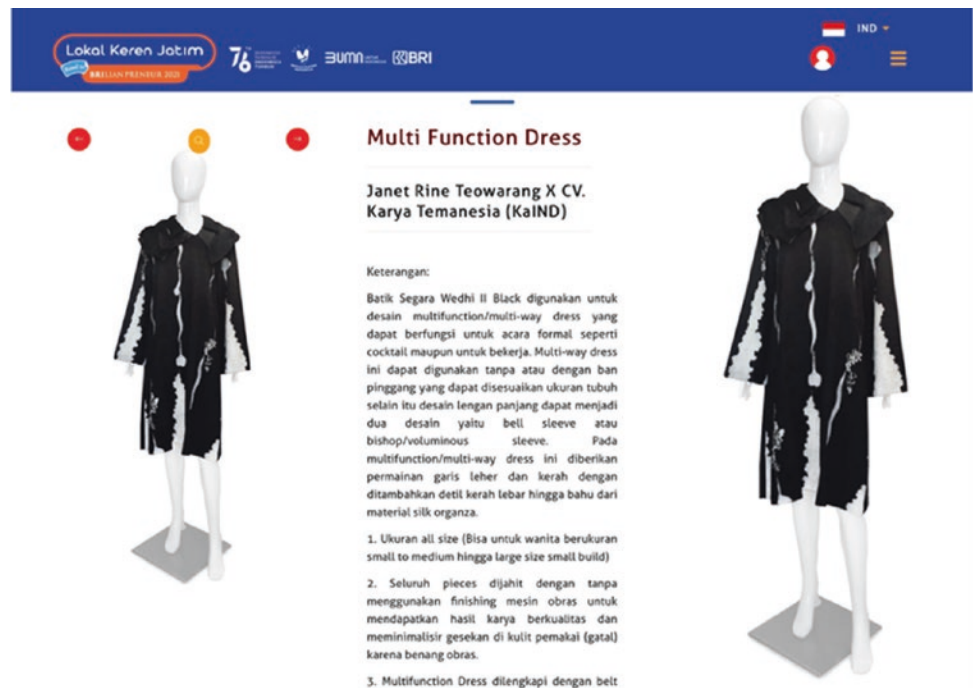 Lokal Keren Jatim
BRILIAN PRENEUR 2021
76
BUMN
BRI
IND
Multi Function Dress
Janet Rine Teowarang X CV.
Karya Temanesia (KaIND)
Keterangan:
Batik Segara Wedhi II Black digunakan untuk
desain multifunction/multi-way dress yang
dapat berfungsi untuk acara formal seperti
cocktail maupun untuk bekerja. Multi-way dress
ini dapat digunakan tanpa atau dengan ban
pinggang yang dapat disesuaikan ukuran tubuh
selain itu desain lengan panjang dapat menjadi
dua desain yaitu bell sleeve atau
bishop/voluminous sleeve. Pada
multifunction/multi-way dress ini diberikan
permainan garis leher dan kerah dengan
ditambahkan detil kerah lebar hingga bahu dari
material silk organza.
1. Ukuran all size (Bisa untuk wanita berukuran
small to medium hingga large size small build)
2. Seluruh pieces dijahit dengan tanpa
menggunakan finishing mesin obras untuk
mendapatkan hasil karya berkualitas dan
meminimalisir gesekan di kulit pemakai (gatal)
karena benang obras.
3. Multifunction Dress dilengkapi dengan belt